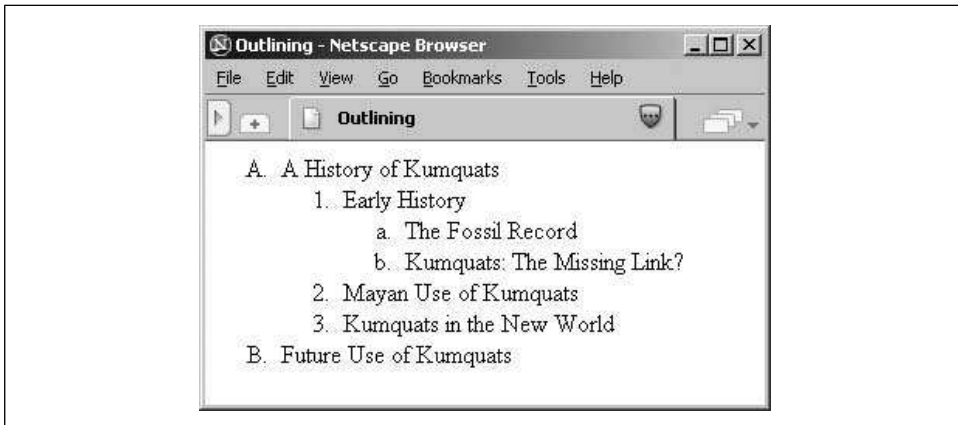 Outlining - Netscape Browser
File Edit View Go Bookmarks Tools Help
Outlining
A. A History of Kumquats
1. Early History
a. The Fossil Record
b. Kumquats: The Missing Link?
2. Mayan Use of Kumquats
3. Kumquats in the New World
B. Future Use of Kumquats